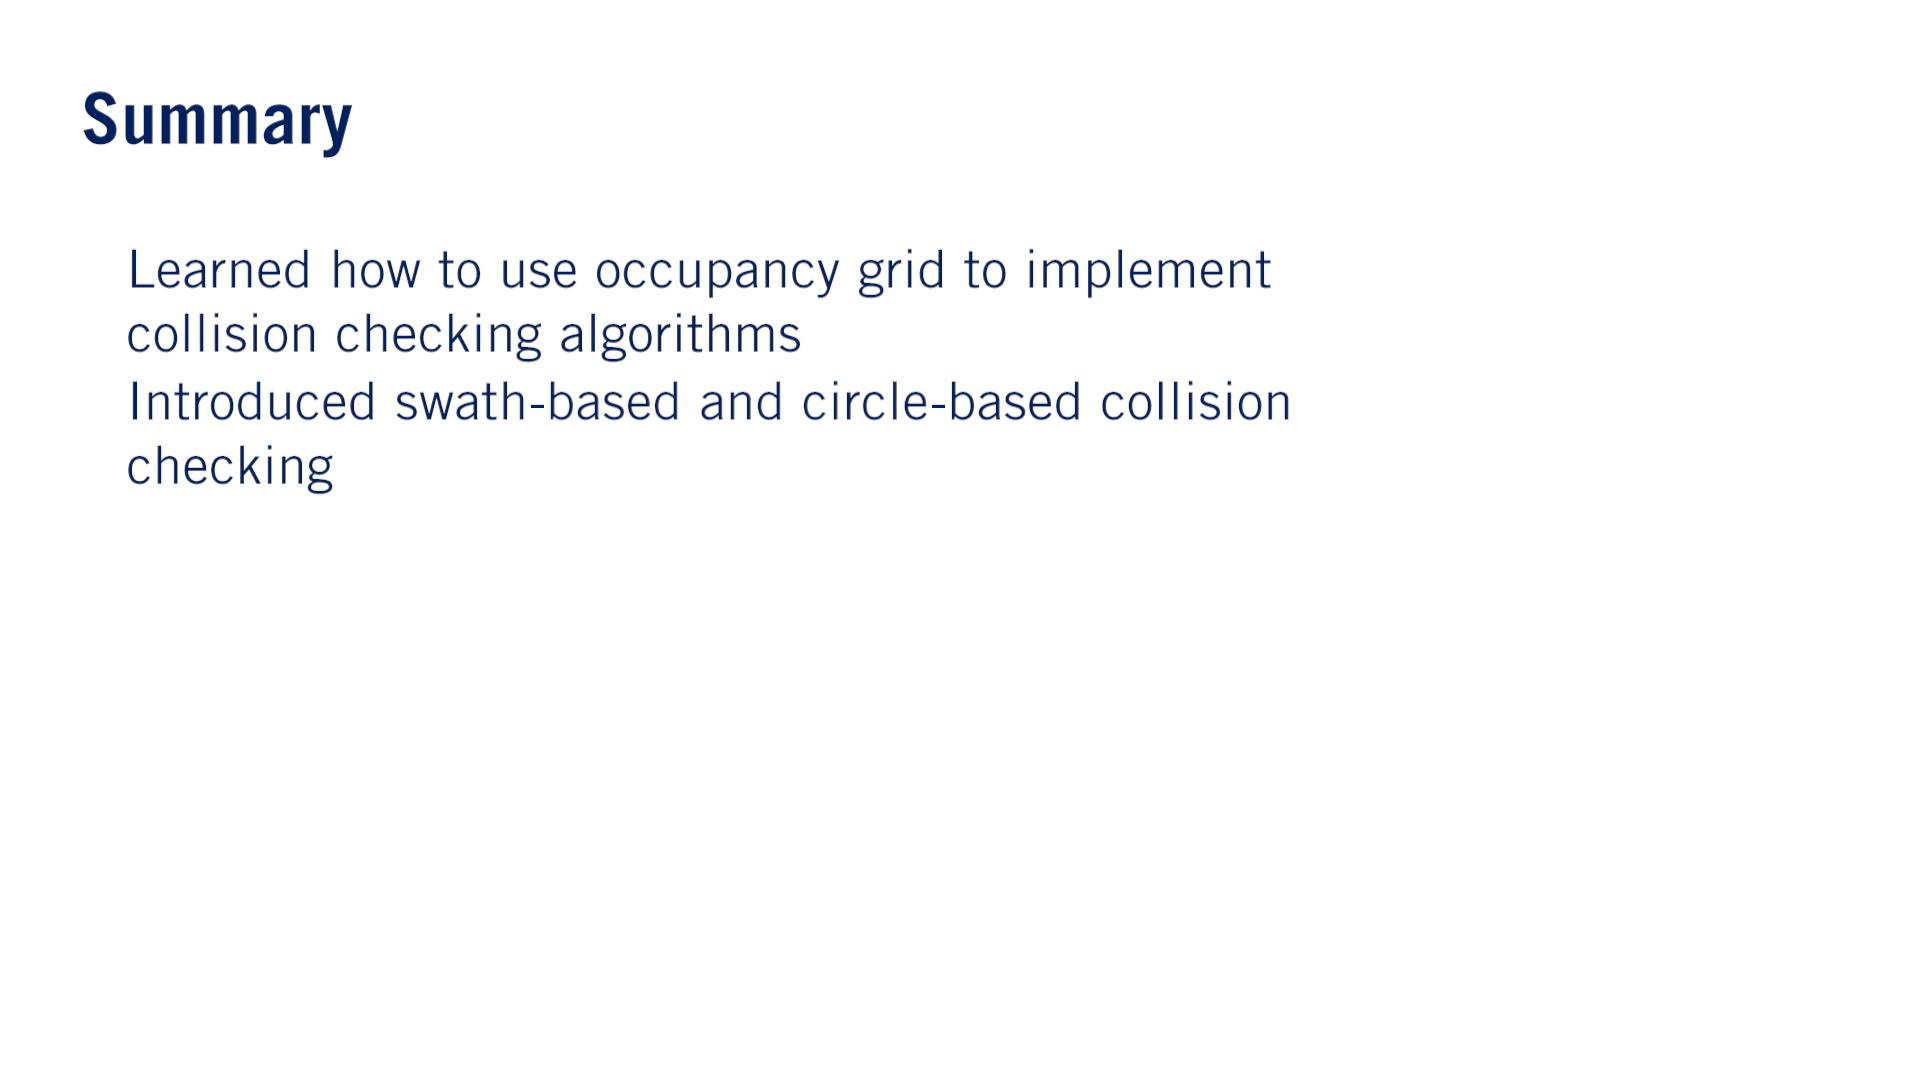 Summary
Learned how to use occupancy grid to implement
collision checking algorithms
Introduced swath-based and circle-based collision
checking